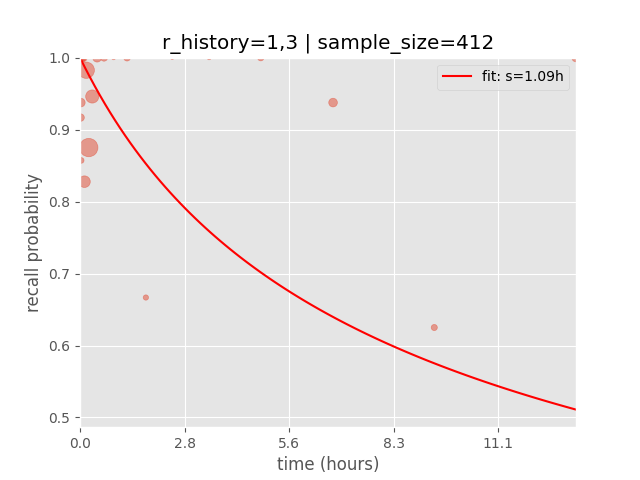 r_history=1,3 | sample_size=412
fit: s=1.09h
recall probability
1.0
0.9
0.8
0.7
0.6
0.5
0.0 2.8 5.6 8.3 11.1
time (hours)